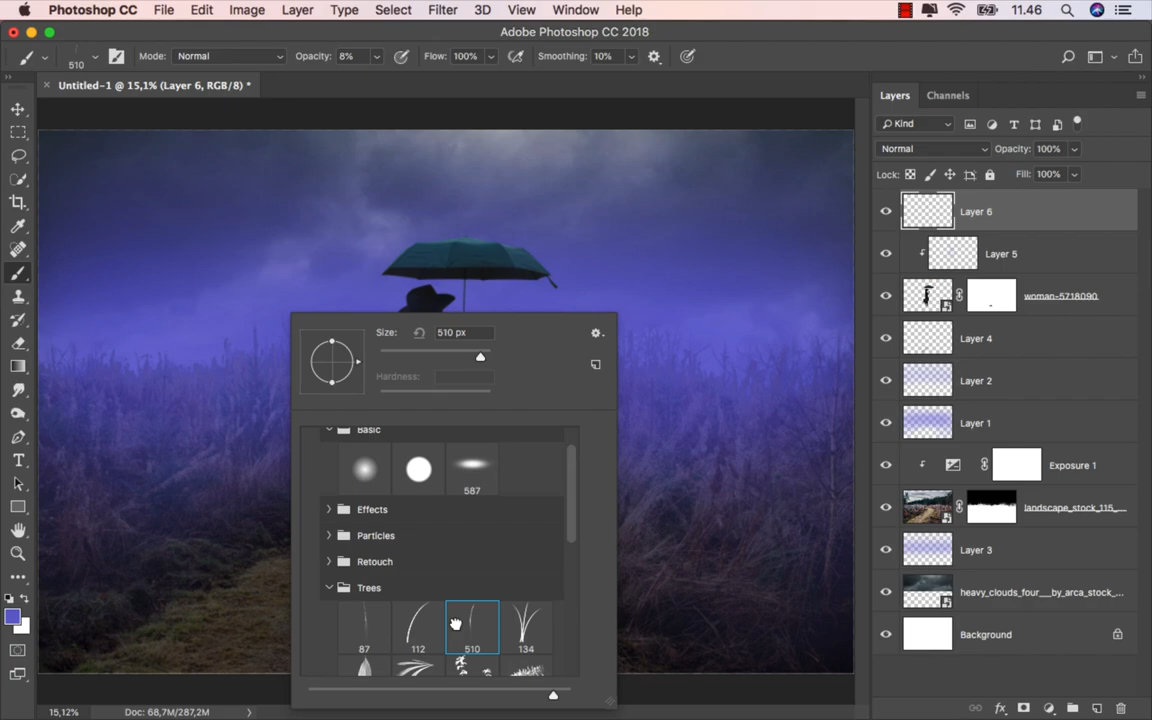 Photoshop CC File Edit Image Layer Type Select Filter 3D View Window Help 11.46
Adobe Photoshop CC 2018
510 Mode: Normal Opacity: 8% Flow: 100% Smoothing: 10%
Untitled-1 @ 15,1% (Layer 6, RGB/8) *
Layers Channels
Kind
Normal Opacity: 100%
Lock: Fill: 100%
Layer 6
Layer 5
woman-5718090
Layer 4
Layer 2
Layer 1
Exposure 1
landscape_stock_115_...
Layer 3
heavy_clouds_four___by_arca_stock_...
Background
Size: 510 px
Hardness:
Basic
587
Effects
Particles
Retouch
Trees
87 112 510 134
15,12% Doc: 68,7M/287,2M